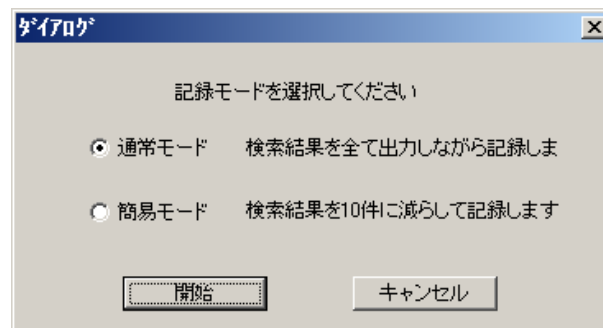 ﾀﾞｲｱﾛｸﾞ
記録モードを選択してください
通常モード 検索結果を全て出力しながら記録しま
簡易モード 検索結果を10件に減らして記録します
開始 キャンセル